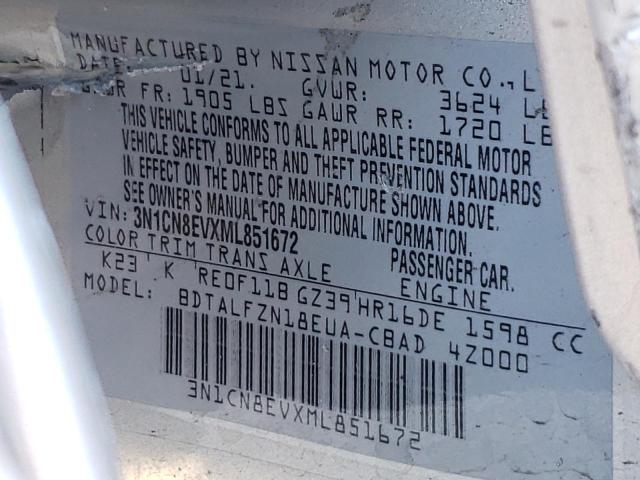 MANUFACTURED BY NISSAN MOTOR CO.,
DATE: 01/21. GVWR: 3624
FR: 1905 LBS GAWR RR: 1720 LB
THIS VEHICLE CONFORMS TO ALL APPLICABLE FEDERAL MOTOR
VEHICLE SAFETY, BUMPER AND THEFT PREVENTION STANDARDS
IN EFFECT ON THE DATE OF MANUFACTURE SHOWN ABOVE.
SEE OWNER'S MANUAL FOR ADDITIONAL INFORMATION.
VIN: 3N1CN8EVXML851672 PASSENGER CAR.
COLOR TRIM TRANS AXLE ENGINE
K23 K RE0F11B GZ39 HR16DE 1598 CC
MODEL: BDTALFZN18EUA-CBAD 4Z000
3N1CN8EVXML851672